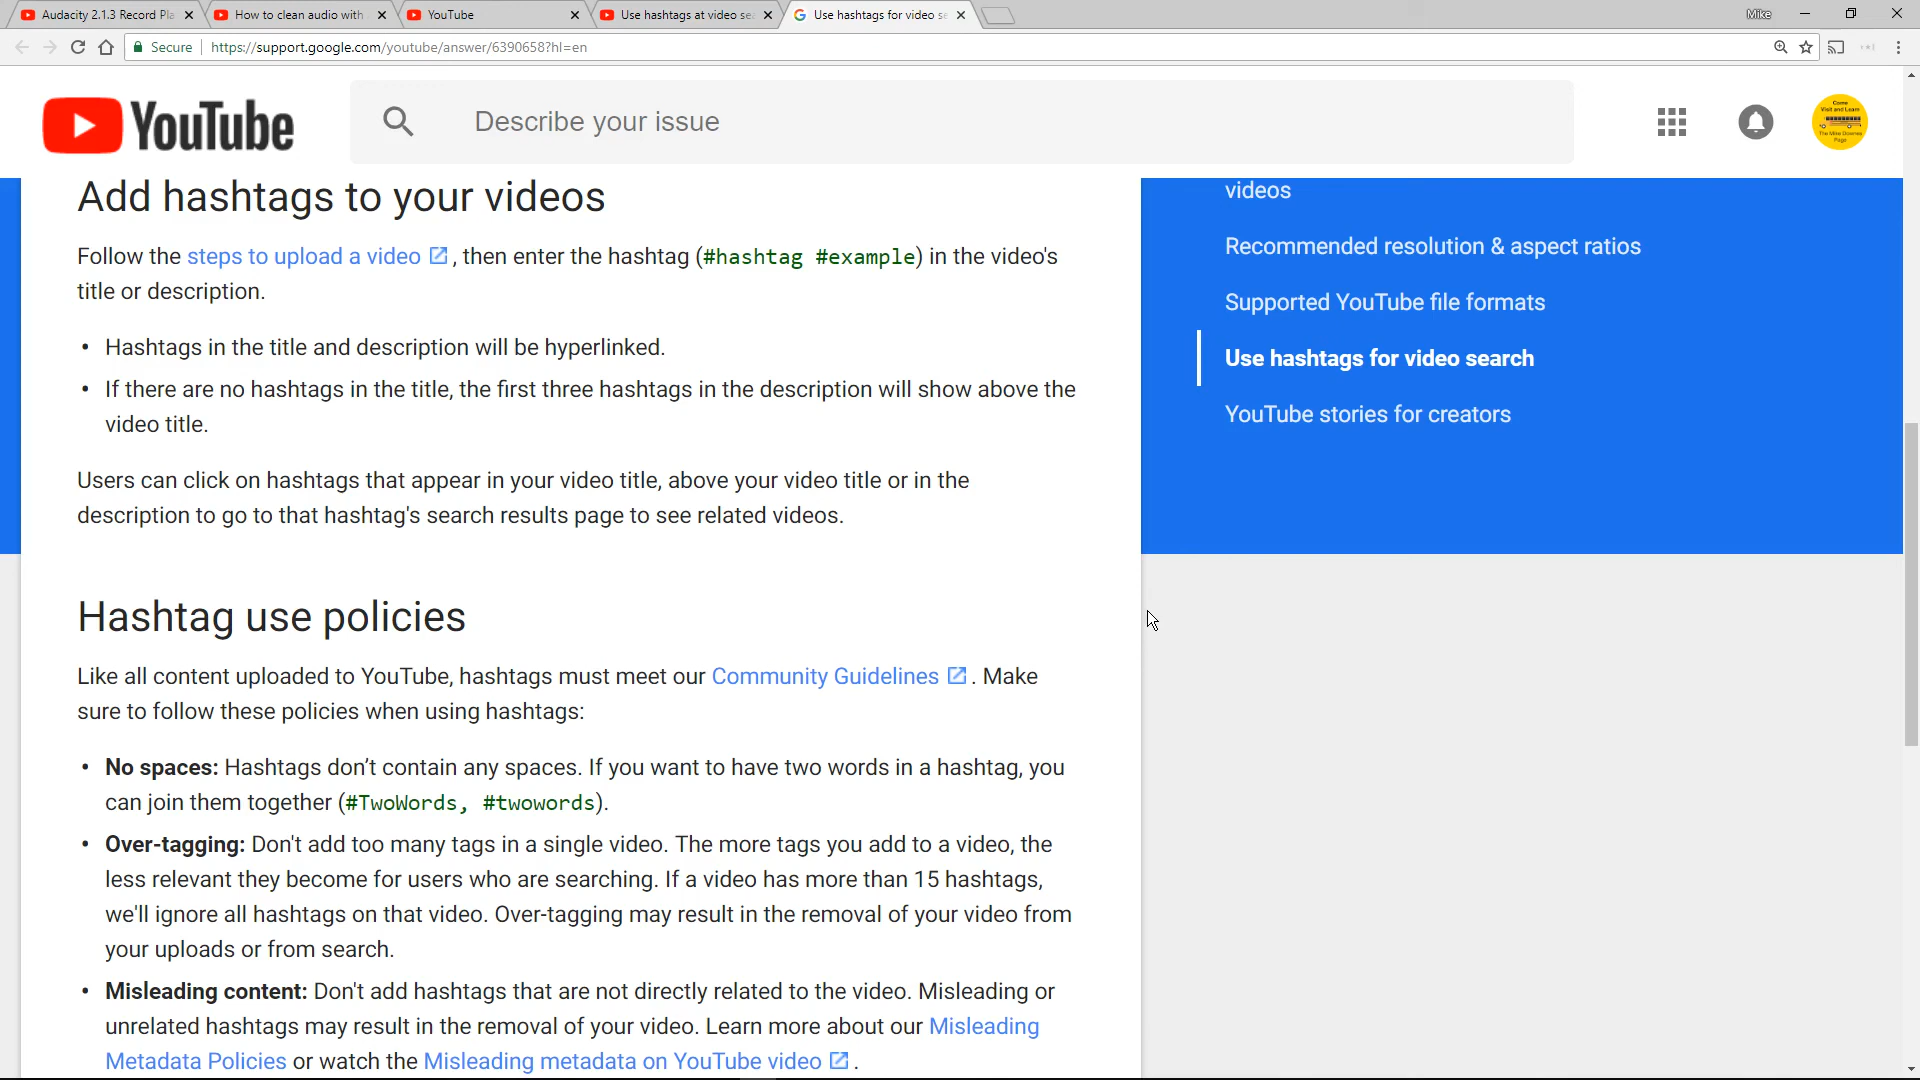 Audacity 2.1.3 Record Pla
How to clean audio with
YouTube
Use hashtags at video se
Use hashtags for video se
Mike
Secure
https://support.google.com/youtube/answer/6390658?hl=en
YouTube
Describe your issue
Come
Visit and Learn
The Mike Downes
Page
Add hashtags to your videos
Follow the steps to upload a video , then enter the hashtag (#hashtag #example) in the video's
title or description.
• Hashtags in the title and description will be hyperlinked.
• If there are no hashtags in the title, the first three hashtags in the description will show above the
video title.
Users can click on hashtags that appear in your video title, above your video title or in the
description to go to that hashtag's search results page to see related videos.
Hashtag use policies
Like all content uploaded to YouTube, hashtags must meet our Community Guidelines . Make
sure to follow these policies when using hashtags:
• No spaces: Hashtags don’t contain any spaces. If you want to have two words in a hashtag, you
can join them together (#TwoWords, #twowords).
• Over-tagging: Don't add too many tags in a single video. The more tags you add to a video, the
less relevant they become for users who are searching. If a video has more than 15 hashtags,
we'll ignore all hashtags on that video. Over-tagging may result in the removal of your video from
your uploads or from search.
• Misleading content: Don't add hashtags that are not directly related to the video. Misleading or
unrelated hashtags may result in the removal of your video. Learn more about our Misleading
Metadata Policies or watch the Misleading metadata on YouTube video .
videos
Recommended resolution & aspect ratios
Supported YouTube file formats
Use hashtags for video search
YouTube stories for creators